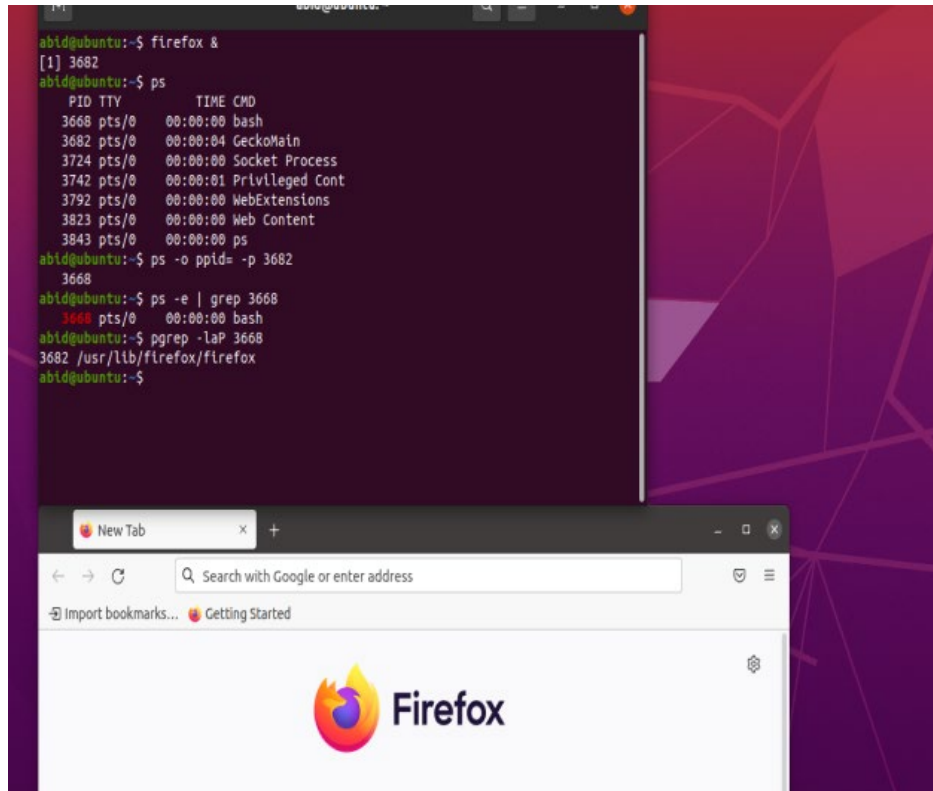 abid@ubuntu: ~
abid@ubuntu:~$ firefox &
[1] 3682
abid@ubuntu:~$ ps
PID TTY TIME CMD
3668 pts/0 00:00:00 bash
3682 pts/0 00:00:04 GeckoMain
3724 pts/0 00:00:00 Socket Process
3742 pts/0 00:00:01 Privileged Cont
3792 pts/0 00:00:00 WebExtensions
3823 pts/0 00:00:00 Web Content
3843 pts/0 00:00:00 ps
abid@ubuntu:~$ ps -o ppid= -p 3682
3668
abid@ubuntu:~$ ps -e | grep 3668
3668 pts/0 00:00:00 bash
abid@ubuntu:~$ pgrep -laP 3668
3682 /usr/lib/firefox/firefox
abid@ubuntu:~$
New Tab
Search with Google or enter address
Import bookmarks... Getting Started
Firefox